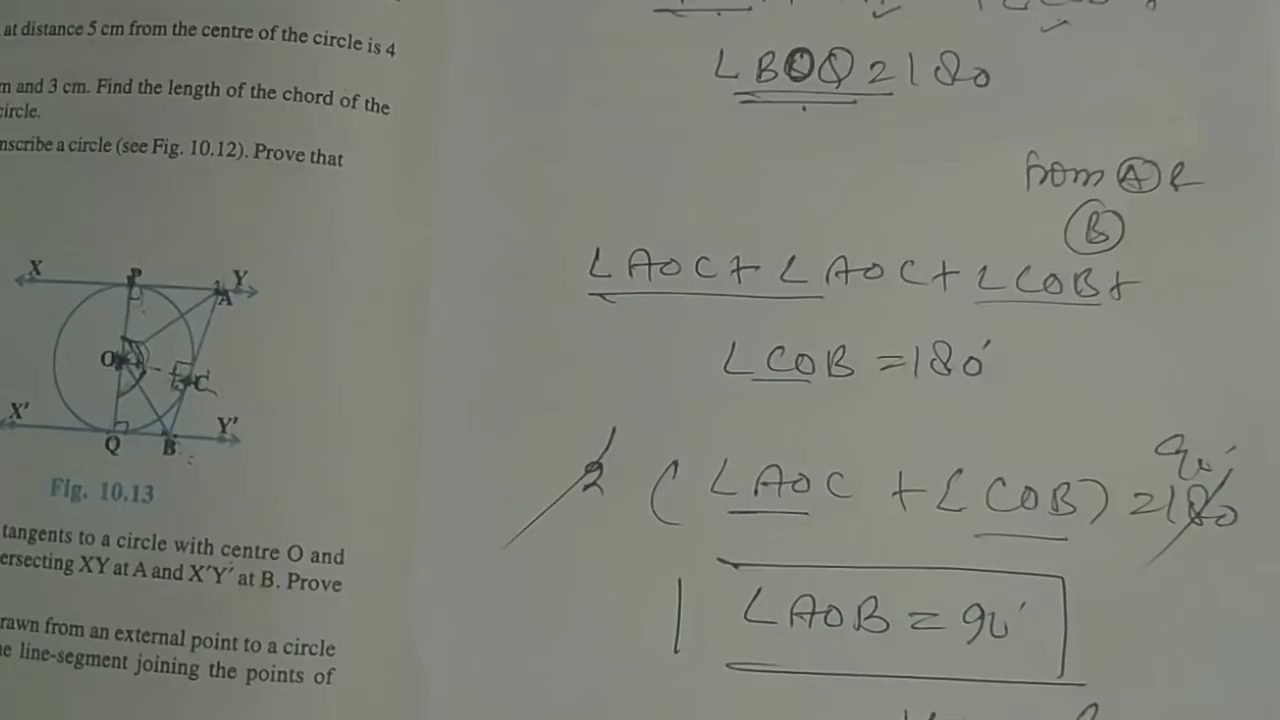 at distance 5 cm from the centre of the circle is 4
m and 3 cm. Find the length of the chord of the
circle.
nscribe a circle (see Fig. 10.12). Prove that
X P Y
A
O C
X' Q B Y'
Fig. 10.13
tangents to a circle with centre O and
ersecting XY at A and X'Y' at B. Prove
rawn from an external point to a circle
e line-segment joining the points of
∠BOQ = 180
from Ⓐ &
Ⓑ
∠AOC + ∠AOC + ∠COB +
∠COB = 180°
2 (∠AOC + ∠COB) = 180
90°
∠AOB = 90°